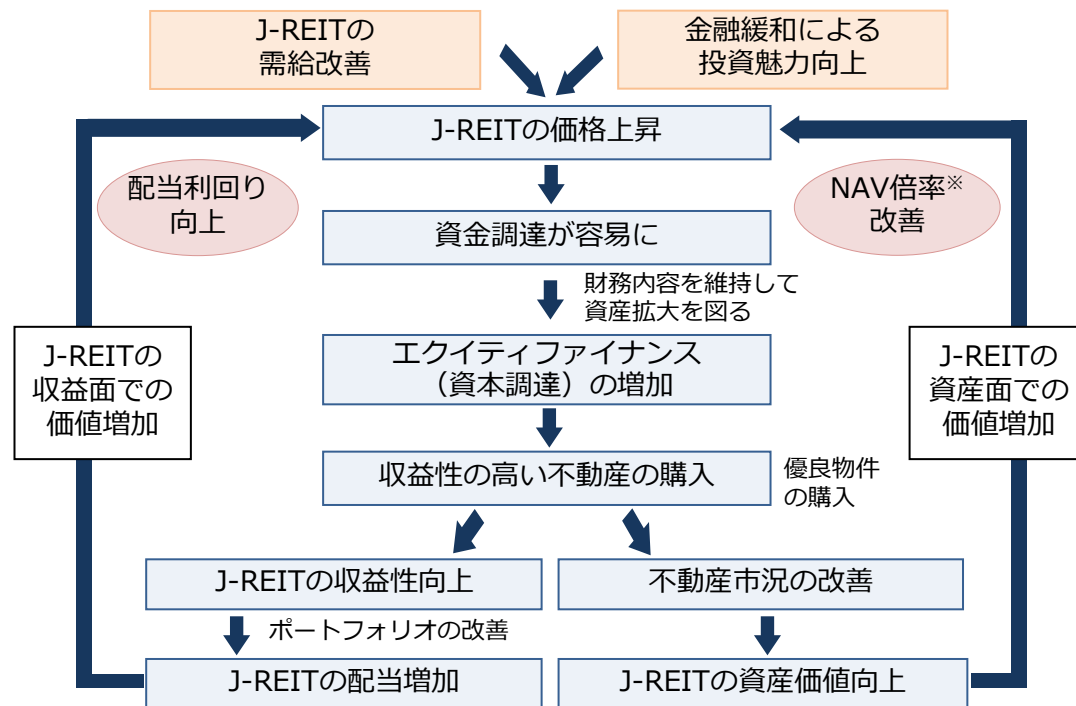 J-REITの
需給改善
金融緩和による
投資魅力向上
J-REITの価格上昇
配当利回り
向上
NAV倍率※
改善
資金調達が容易に
財務内容を維持して
資産拡大を図る
J-REITの
収益面での
価値増加
エクイティファイナンス
（資本調達）の増加
J-REITの
資産面での
価値増加
収益性の高い不動産の購入
優良物件
の購入
J-REITの収益性向上
不動産市況の改善
ポートフォリオの改善
J-REITの配当増加
J-REITの資産価値向上